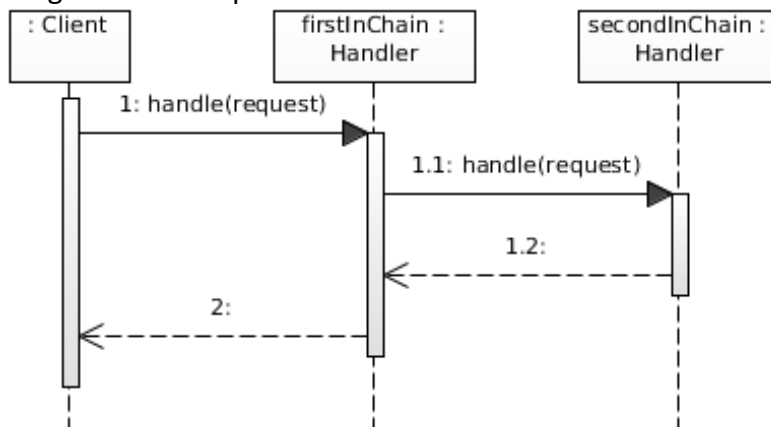 : Client
firstInChain :
Handler
secondInChain :
Handler
1: handle(request)
1.1: handle(request)
1.2:
2: